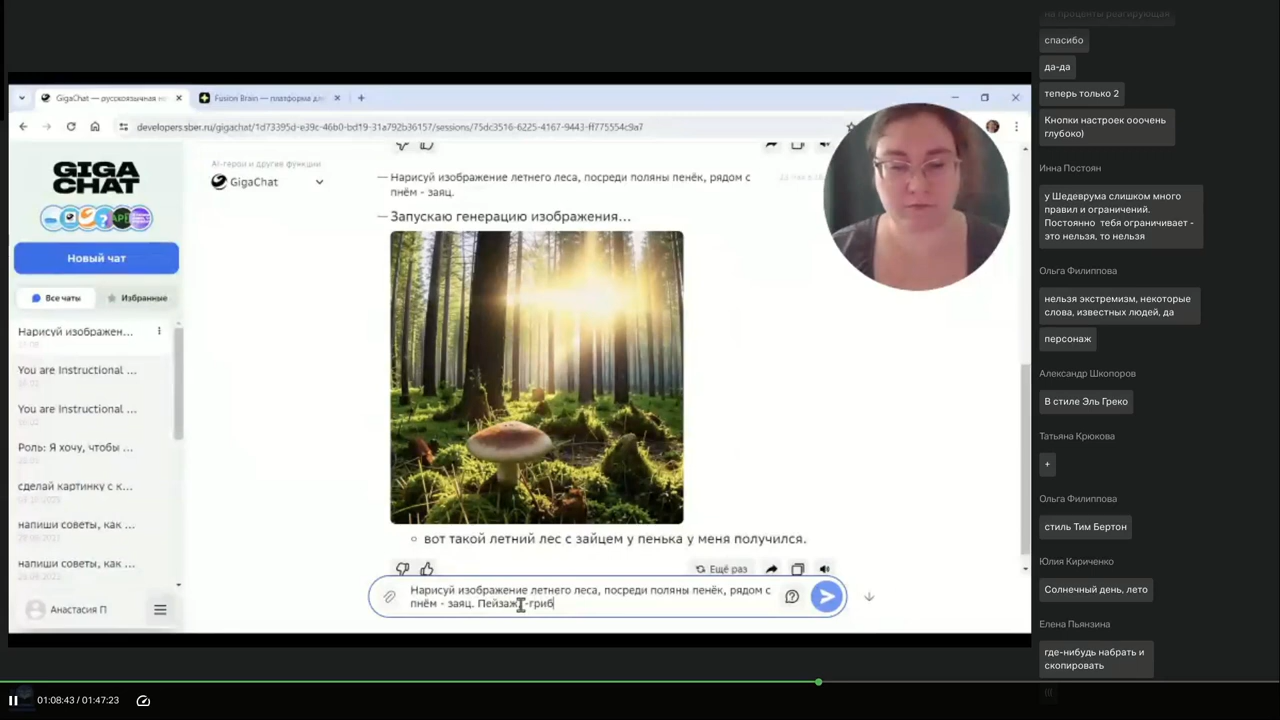 GigaChat — русскоязычная не
Fusion Brain — платформа дл
developers.sber.ru/gigachat/1d73395d-e39c-46b0-bd19-31a792b36157/sessions/75dc3516-6225-4167-9443-ff775554c9a7
GIGA
CHAT
API
Новый чат
Все чаты
Избранные
Нарисуй изображен...
You are Instructional ...
You are Instructional ...
Роль: Я хочу, чтобы ...
сделай картинку с к...
напиши советы, как ...
напиши советы, как ...
Анастасия П
AI-герои и другие функции
GigaChat
— Нарисуй изображение летнего леса, посреди поляны пенёк, рядом с
пнём - заяц.
— Запускаю генерацию изображения...
вот такой летний лес с зайцем у пенька у меня получился.
Ещё раз
Нарисуй изображение летнего леса, посреди поляны пенёк, рядом с
пнём - заяц. Пейзаж, -гриб
на проценты реагирующая
спасибо
да-да
теперь только 2
Кнопки настроек ооочень
глубоко)
Инна Постоян
у Шедеврума слишком много
правил и ограничений.
Постоянно тебя ограничивает -
это нельзя, то нельзя
Ольга Филиппова
нельзя экстремизм, некоторые
слова, известных людей, да
персонаж
Александр Шкопоров
В стиле Эль Греко
Татьяна Крюкова
+
Ольга Филиппова
стиль Тим Бертон
Юлия Кириченко
Солнечный день, лето
Елена Пьянзина
где-нибудь набрать и
скопировать
(((
01:08:43 / 01:47:23